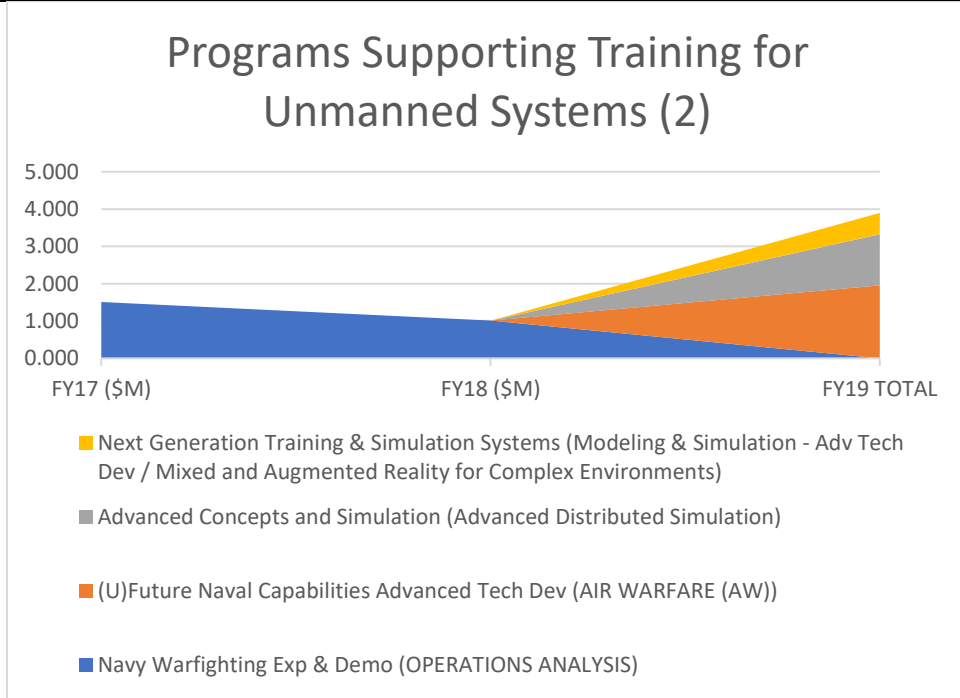 Programs Supporting Training for
Unmanned Systems (2)
5.000
4.000
3.000
2.000
1.000
0.000
FY17 ($M)
FY18 ($M)
FY19 TOTAL
Next Generation Training & Simulation Systems (Modeling & Simulation - Adv Tech
Dev / Mixed and Augmented Reality for Complex Environments)
Advanced Concepts and Simulation (Advanced Distributed Simulation)
(U)Future Naval Capabilities Advanced Tech Dev (AIR WARFARE (AW))
Navy Warfighting Exp & Demo (OPERATIONS ANALYSIS)